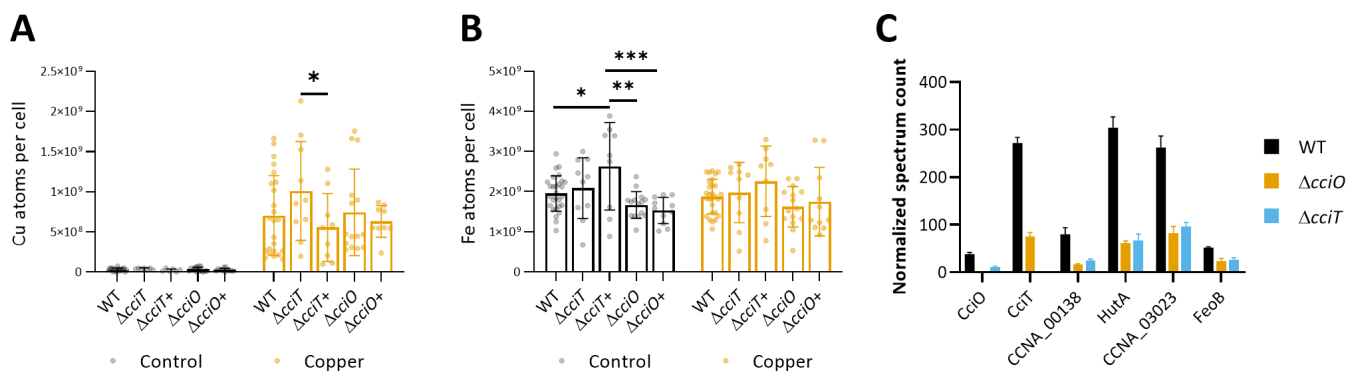 A
Cu atoms per cell
2.5×10⁹
2×10⁹
1.5×10⁹
1×10⁹
5×10⁸
0
*
WT
ΔcciT
ΔcciT+
ΔcciO
ΔcciO+
WT
ΔcciT
ΔcciT+
ΔcciO
ΔcciO+
Control
Copper
B
Fe atoms per cell
5×10⁹
4×10⁹
3×10⁹
2×10⁹
1×10⁹
0
***
**
*
WT
ΔcciT
ΔcciT+
ΔcciO
ΔcciO+
WT
ΔcciT
ΔcciT+
ΔcciO
ΔcciO+
Control
Copper
C
Normalized spectrum count
400
300
200
100
0
CciO
CciT
CCNA_00138
HutA
CCNA_03023
FeoB
WT
ΔcciO
ΔcciT